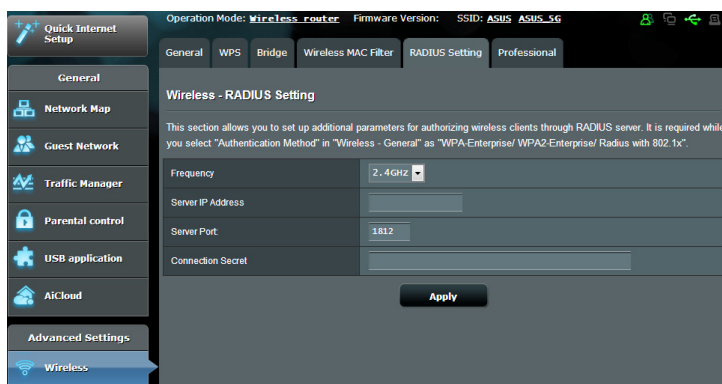 Quick Internet
Setup
Operation Mode: Wireless router Firmware Version: SSID: ASUS ASUS_5G
General WPS Bridge Wireless MAC Filter RADIUS Setting Professional
General
Network Map
Guest Network
Traffic Manager
Parental control
USB application
AiCloud
Advanced Settings
Wireless
Wireless - RADIUS Setting
This section allows you to set up additional parameters for authorizing wireless clients through RADIUS server. It is required while
you select "Authentication Method" in "Wireless - General" as "WPA-Enterprise/ WPA2-Enterprise/ Radius with 802.1x".
Frequency 2.4GHz
Server IP Address
Server Port: 1812
Connection Secret
Apply